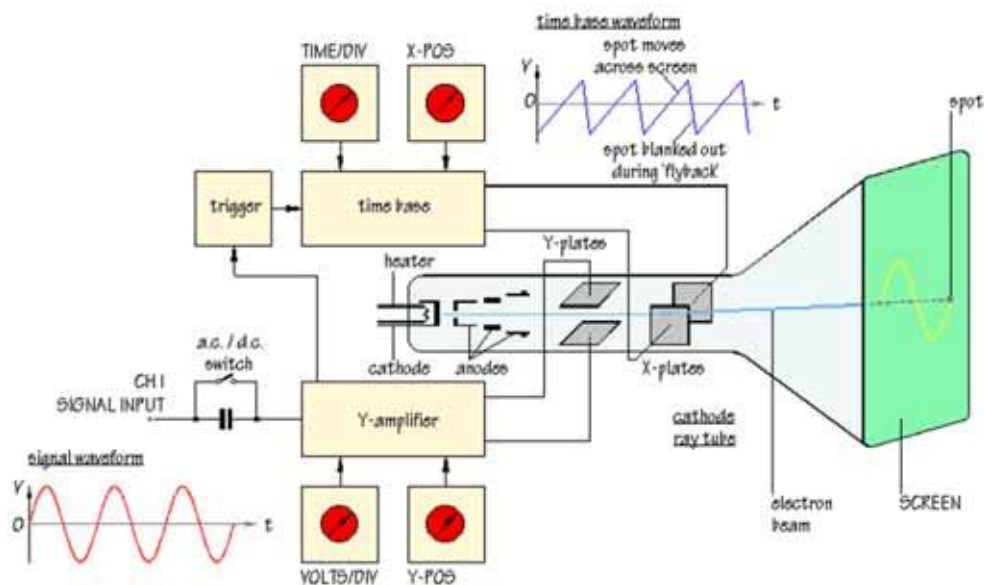 time base waveform
TIME/DIV
X-POS
spot moves
across screen
V
0
t
spot
spot blanked out
during 'flyback'
trigger
time base
Y-plates
heater
a.c. / d.c.
switch
cathode
anodes
X-plates
CH 1
SIGNAL INPUT
Y-amplifier
cathode
ray tube
signal waveform
V
0
t
electron
beam
SCREEN
VOLTS/DIV
Y-POS